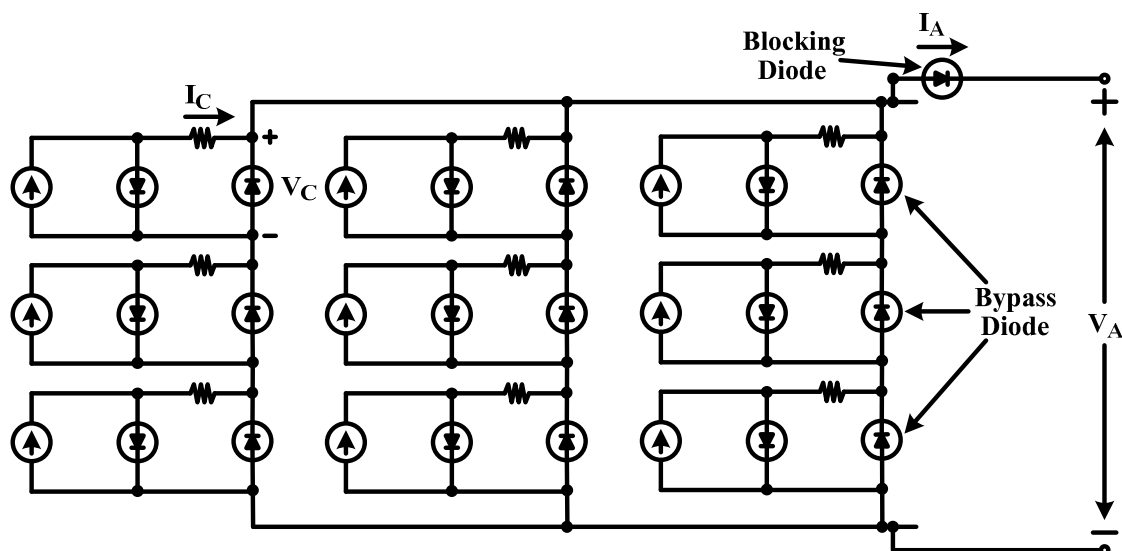 I_A
Blocking
Diode
I_C
+
+
V_C
−
Bypass
Diode
V_A
−